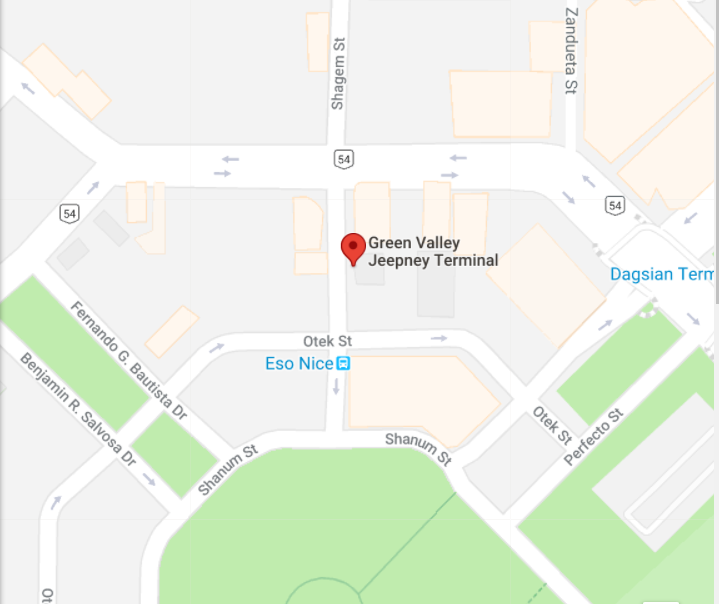 Shagem St
Zandueta St
54
54
54
Green Valley
Jeepney Terminal
Dagsian Term
Otek St
Eso Nice
Fernando G. Bautista Dr
Benjamin R. Salvosa Dr
Shanum St
Shanum St
Otek St
Perfecto St
Ot